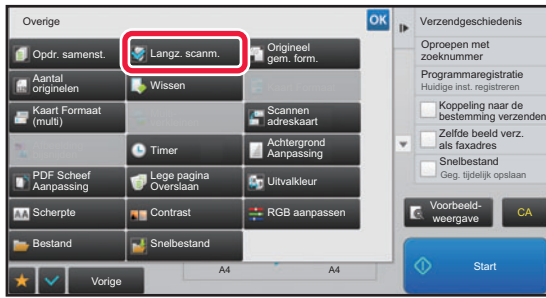 Overige
OK
Opdr. samenst.
Langz. scanm.
Origineel
gem. form.
Aantal
originelen
Wissen
Kaart Formaat
(multi)
Scannen
adreskaart
Timer
Achtergrond
Aanpassing
PDF Scheef
Aanpassing
Lege pagina
Overslaan
Uitvalkleur
Scherpte
Contrast
RGB aanpassen
Bestand
Snelbestand
Vorige
A4
A4
Verzendgeschiedenis
Oproepen met
zoeknummer
Programmaregistratie
Huidige inst. registreren
Koppeling naar de
bestemming verzenden
Zelfde beeld verz.
als faxadres
Snelbestand
Geg. tijdelijk opslaan
Voorbeeld-
weergave
CA
Start